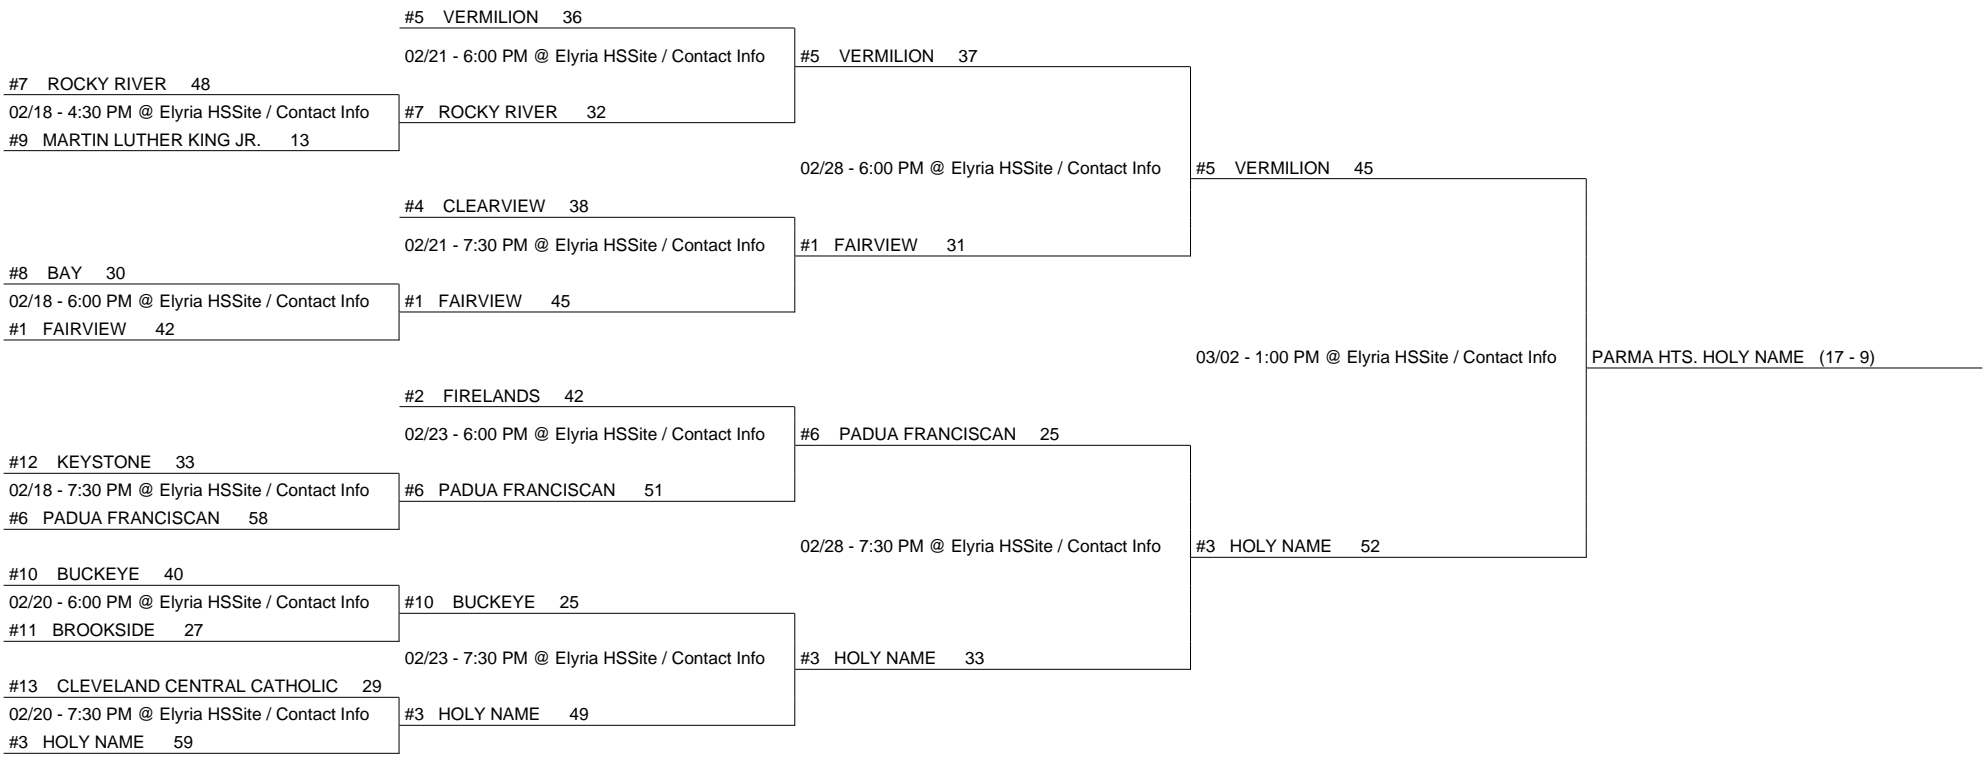 #5 VERMILION 36
02/21 - 6:00 PM @ Elyria HSSite / Contact Info
#5 VERMILION 37
#7 ROCKY RIVER 48
02/18 - 4:30 PM @ Elyria HSSite / Contact Info
#7 ROCKY RIVER 32
#9 MARTIN LUTHER KING JR. 13
02/28 - 6:00 PM @ Elyria HSSite / Contact Info
#5 VERMILION 45
#4 CLEARVIEW 38
02/21 - 7:30 PM @ Elyria HSSite / Contact Info
#1 FAIRVIEW 31
#8 BAY 30
02/18 - 6:00 PM @ Elyria HSSite / Contact Info
#1 FAIRVIEW 45
#1 FAIRVIEW 42
03/02 - 1:00 PM @ Elyria HSSite / Contact Info
PARMA HTS. HOLY NAME (17 - 9)
#2 FIRELANDS 42
02/23 - 6:00 PM @ Elyria HSSite / Contact Info
#6 PADUA FRANCISCAN 25
#12 KEYSTONE 33
02/18 - 7:30 PM @ Elyria HSSite / Contact Info
#6 PADUA FRANCISCAN 51
#6 PADUA FRANCISCAN 58
02/28 - 7:30 PM @ Elyria HSSite / Contact Info
#3 HOLY NAME 52
#10 BUCKEYE 40
02/20 - 6:00 PM @ Elyria HSSite / Contact Info
#10 BUCKEYE 25
#11 BROOKSIDE 27
02/23 - 7:30 PM @ Elyria HSSite / Contact Info
#3 HOLY NAME 33
#13 CLEVELAND CENTRAL CATHOLIC 29
02/20 - 7:30 PM @ Elyria HSSite / Contact Info
#3 HOLY NAME 49
#3 HOLY NAME 59